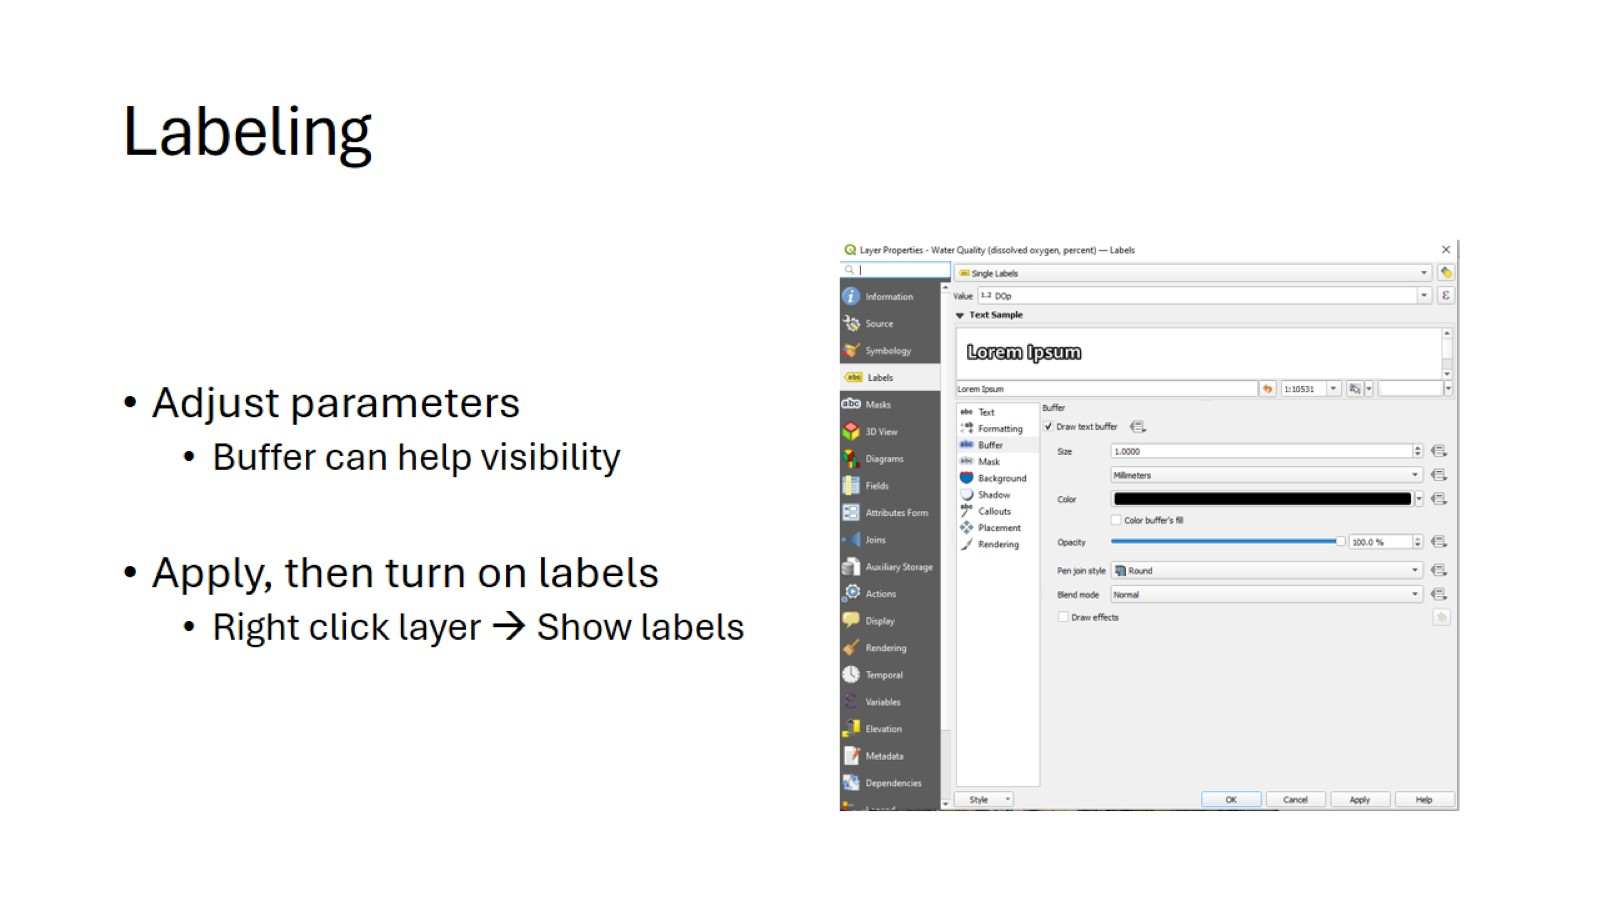 Labeling
• Adjust parameters
• Buffer can help visibility
• Apply, then turn on labels
• Right click layer → Show labels
Layer Properties - Water Quality (dissolved oxygen, percent) — Labels
Information
Source
Symbology
Labels
Masks
3D View
Diagrams
Fields
Attributes Form
Joins
Auxiliary Storage
Actions
Display
Rendering
Temporal
Variables
Elevation
Metadata
Dependencies
Single Labels
Value 1.2 DOp
Text Sample
Lorem Ipsum
Lorem Ipsum 1:10531
Text
Formatting
Buffer
Mask
Background
Shadow
Callouts
Placement
Rendering
Buffer
Draw text buffer
Size 1.0000
Millimeters
Color
Color buffer's fill
Opacity 100.0 %
Pen join style Round
Blend mode Normal
Draw effects
Style OK Cancel Apply Help